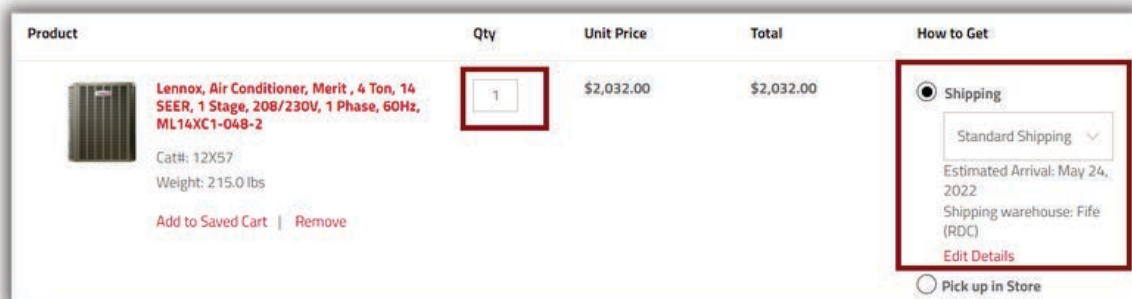 Product Qty Unit Price Total How to Get
Lennox, Air Conditioner, Merit , 4 Ton, 14
SEER, 1 Stage, 208/230V, 1 Phase, 60Hz,
ML14XC1-048-2
Cat#: 12X57
Weight: 215.0 lbs
Add to Saved Cart | Remove
1
$2,032.00
$2,032.00
Shipping
Standard Shipping
Estimated Arrival: May 24,
2022
Shipping warehouse: Fife
(RDC)
Edit Details
Pick up in Store